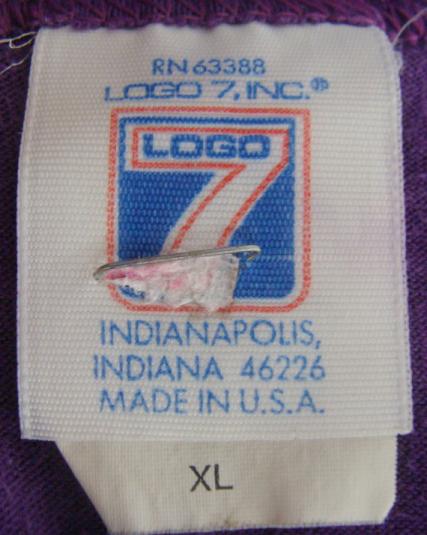 RN 63388
LOGO 7, INC.®
LOGO
7
INDIANAPOLIS,
INDIANA 46226
MADE IN U.S.A.
XL